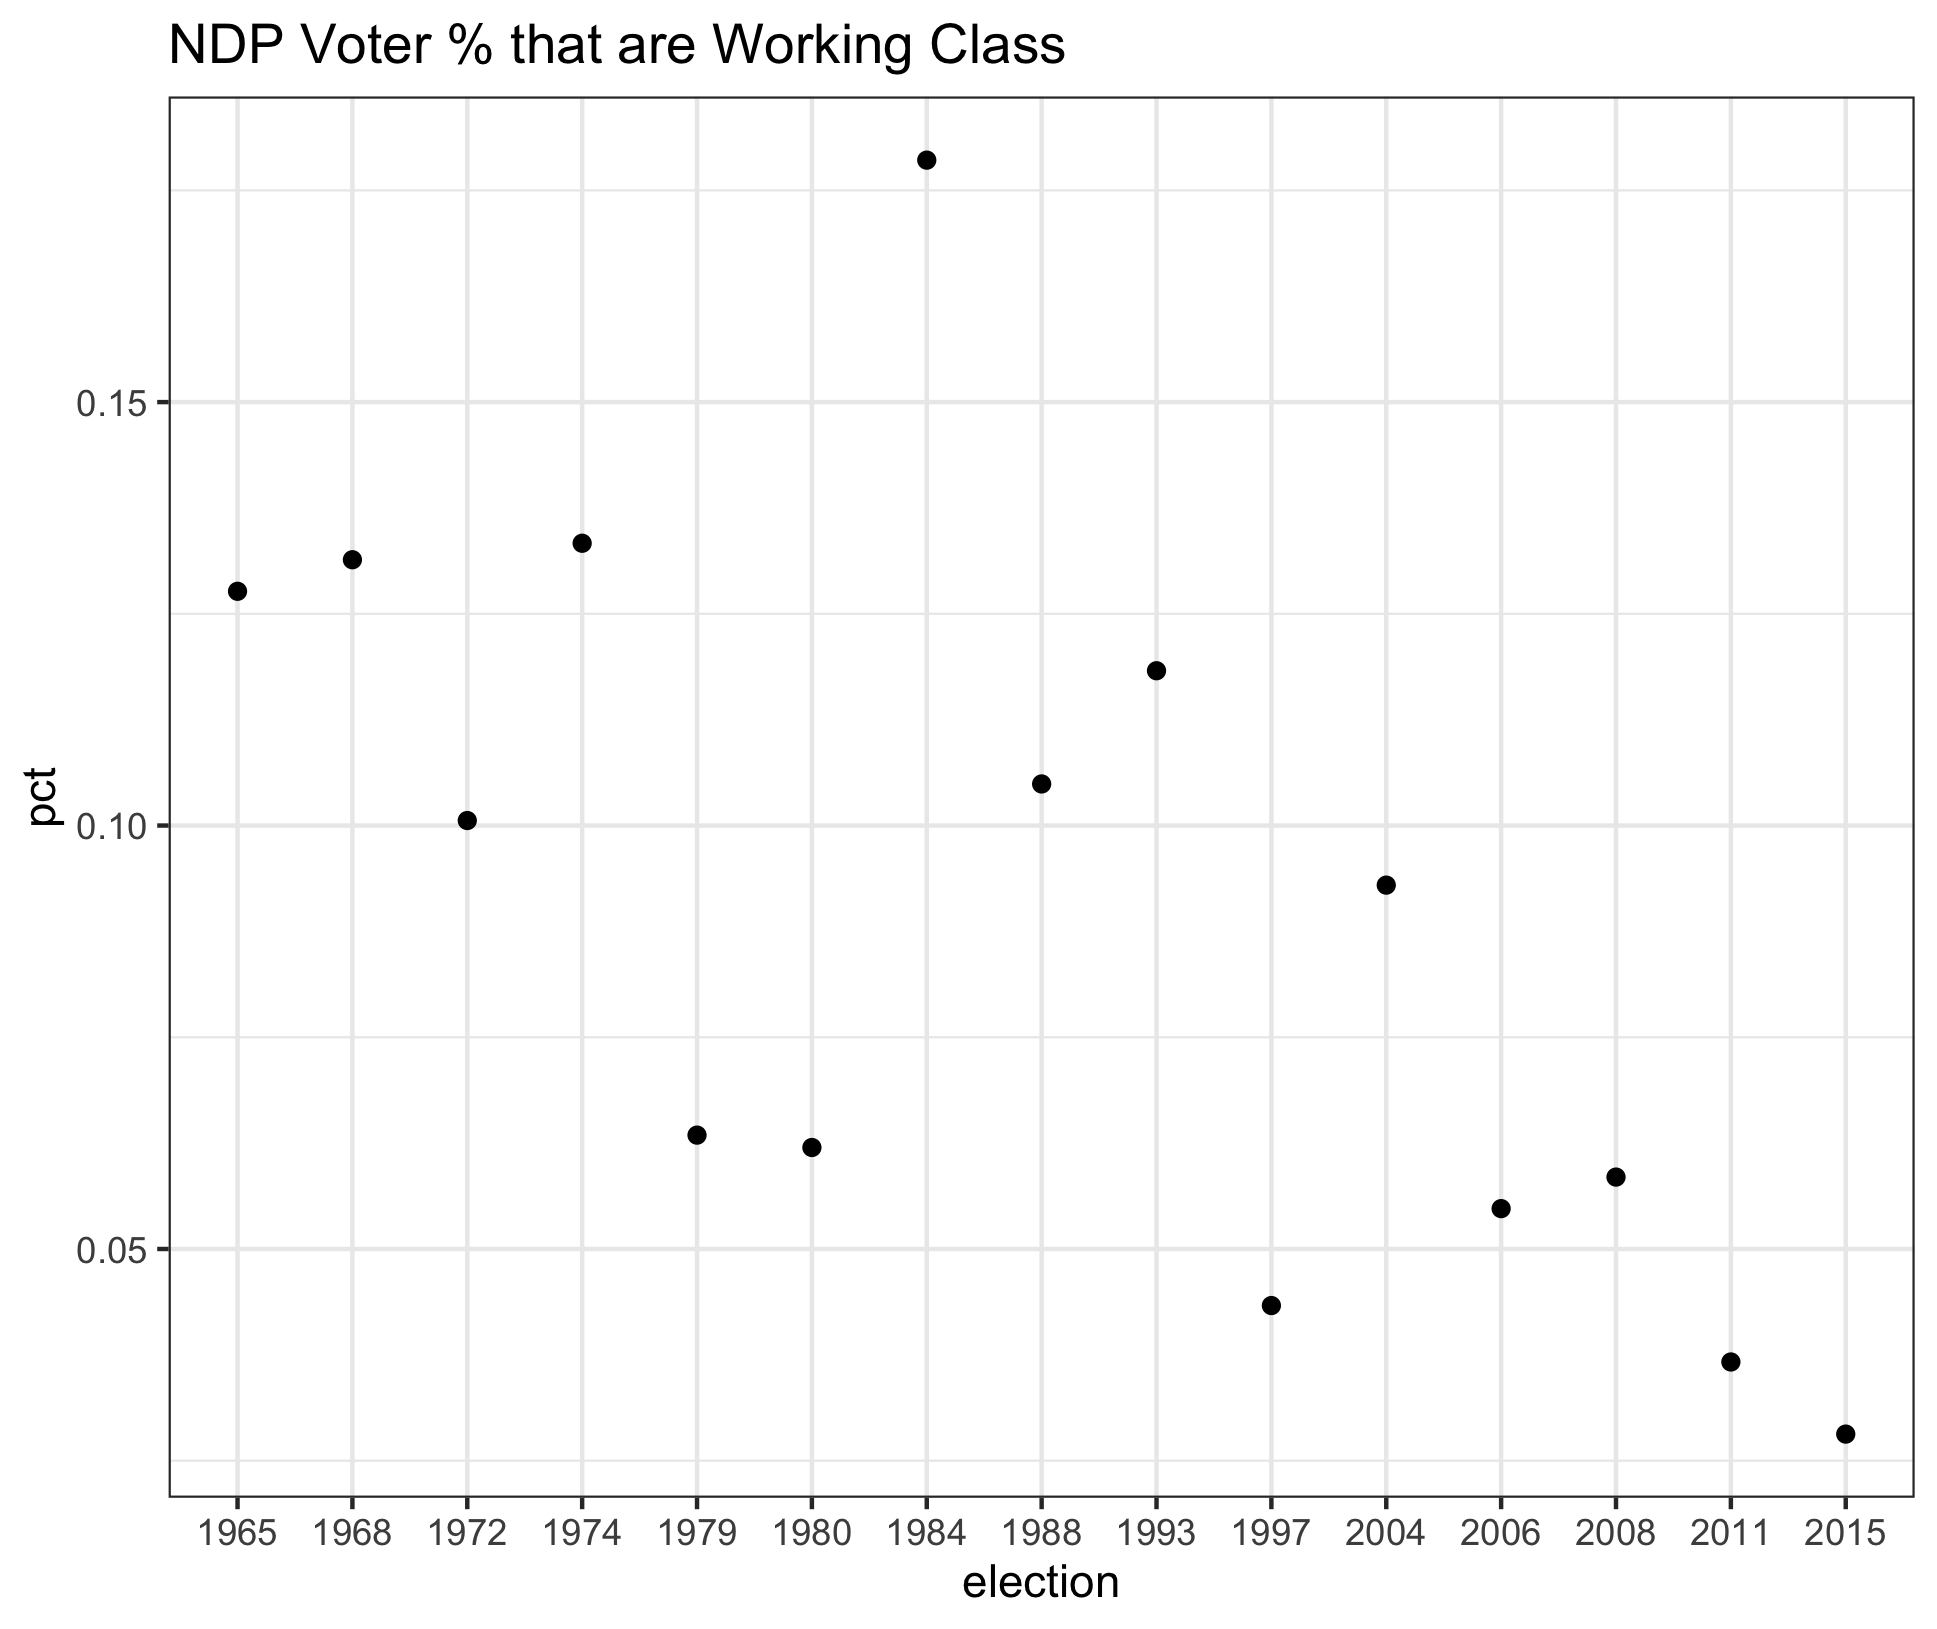 NDP Voter % that are Working Class
pct
0.15
0.10
0.05
1965 1968 1972 1974 1979 1980 1984 1988 1993 1997 2004 2006 2008 2011 2015
election